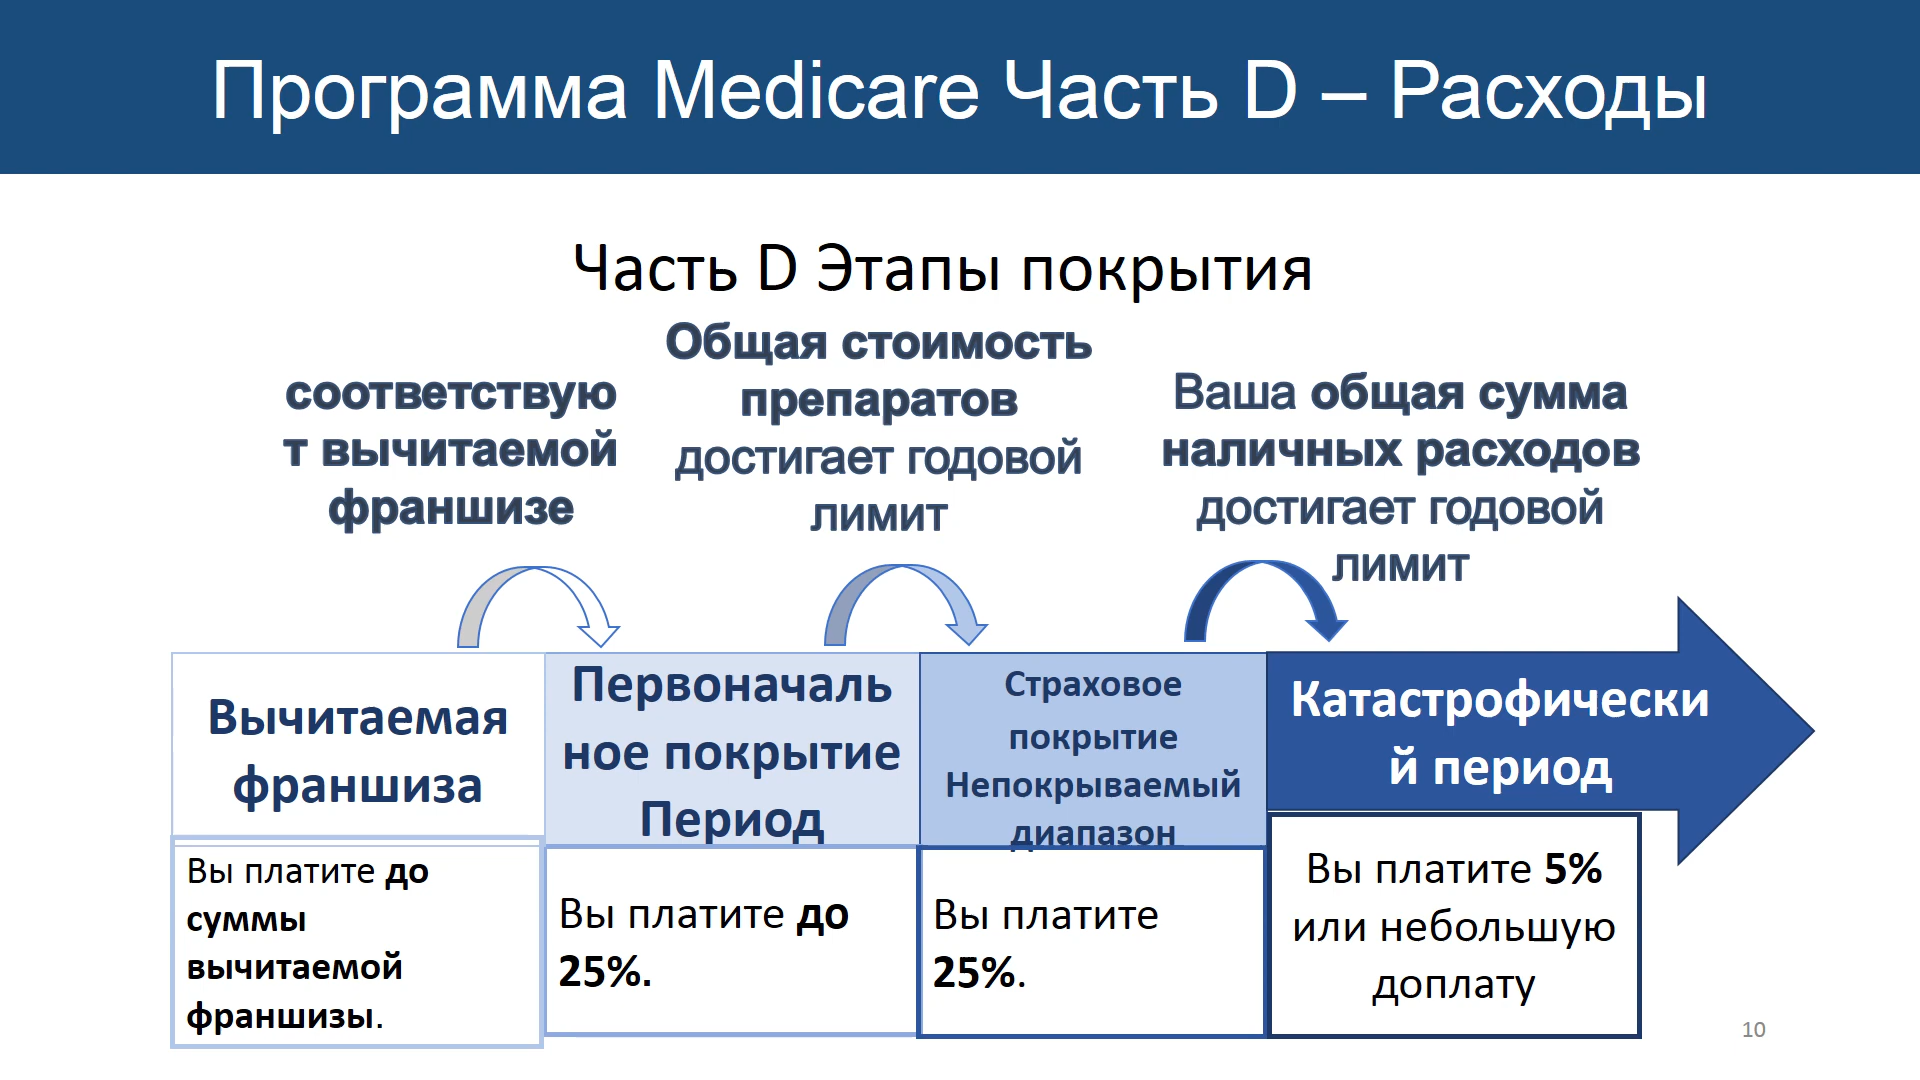 Программа Medicare Часть D – Расходы
Часть D Этапы покрытия
соответствую
т вычитаемой
франшизе
Общая стоимость
препаратов
достигает годовой
лимит
Ваша общая сумма
наличных расходов
достигает годовой
лимит
Вычитаемая
франшиза
Первоначаль
ное покрытие
Период
Страховое
покрытие
Непокрываемый
диапазон
Катастрофически
й период
Вы платите до
суммы
вычитаемой
франшизы.
Вы платите до
25%.
Вы платите
25%.
Вы платите 5%
или небольшую
доплату
10